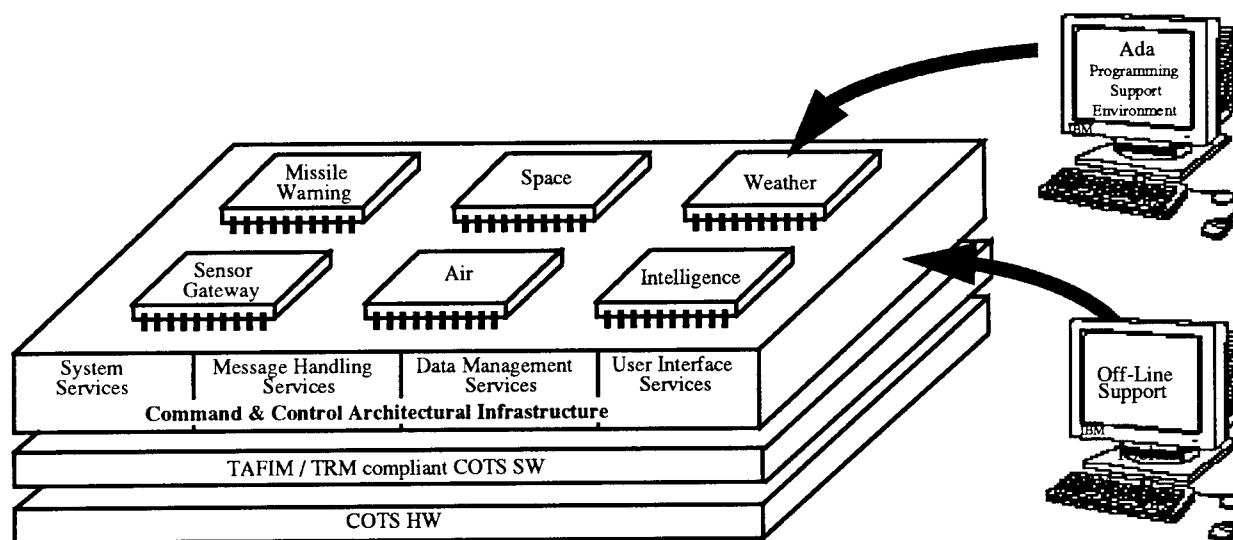 Ada
Programming
Support
Environment
IBM
Missile
Warning
Space
Weather
Sensor
Gateway
Air
Intelligence
System
Services
Message Handling
Services
Data Management
Services
User Interface
Services
Command & Control Architectural Infrastructure
Off-Line
Support
IBM
TAFIM / TRM compliant COTS SW
COTS HW